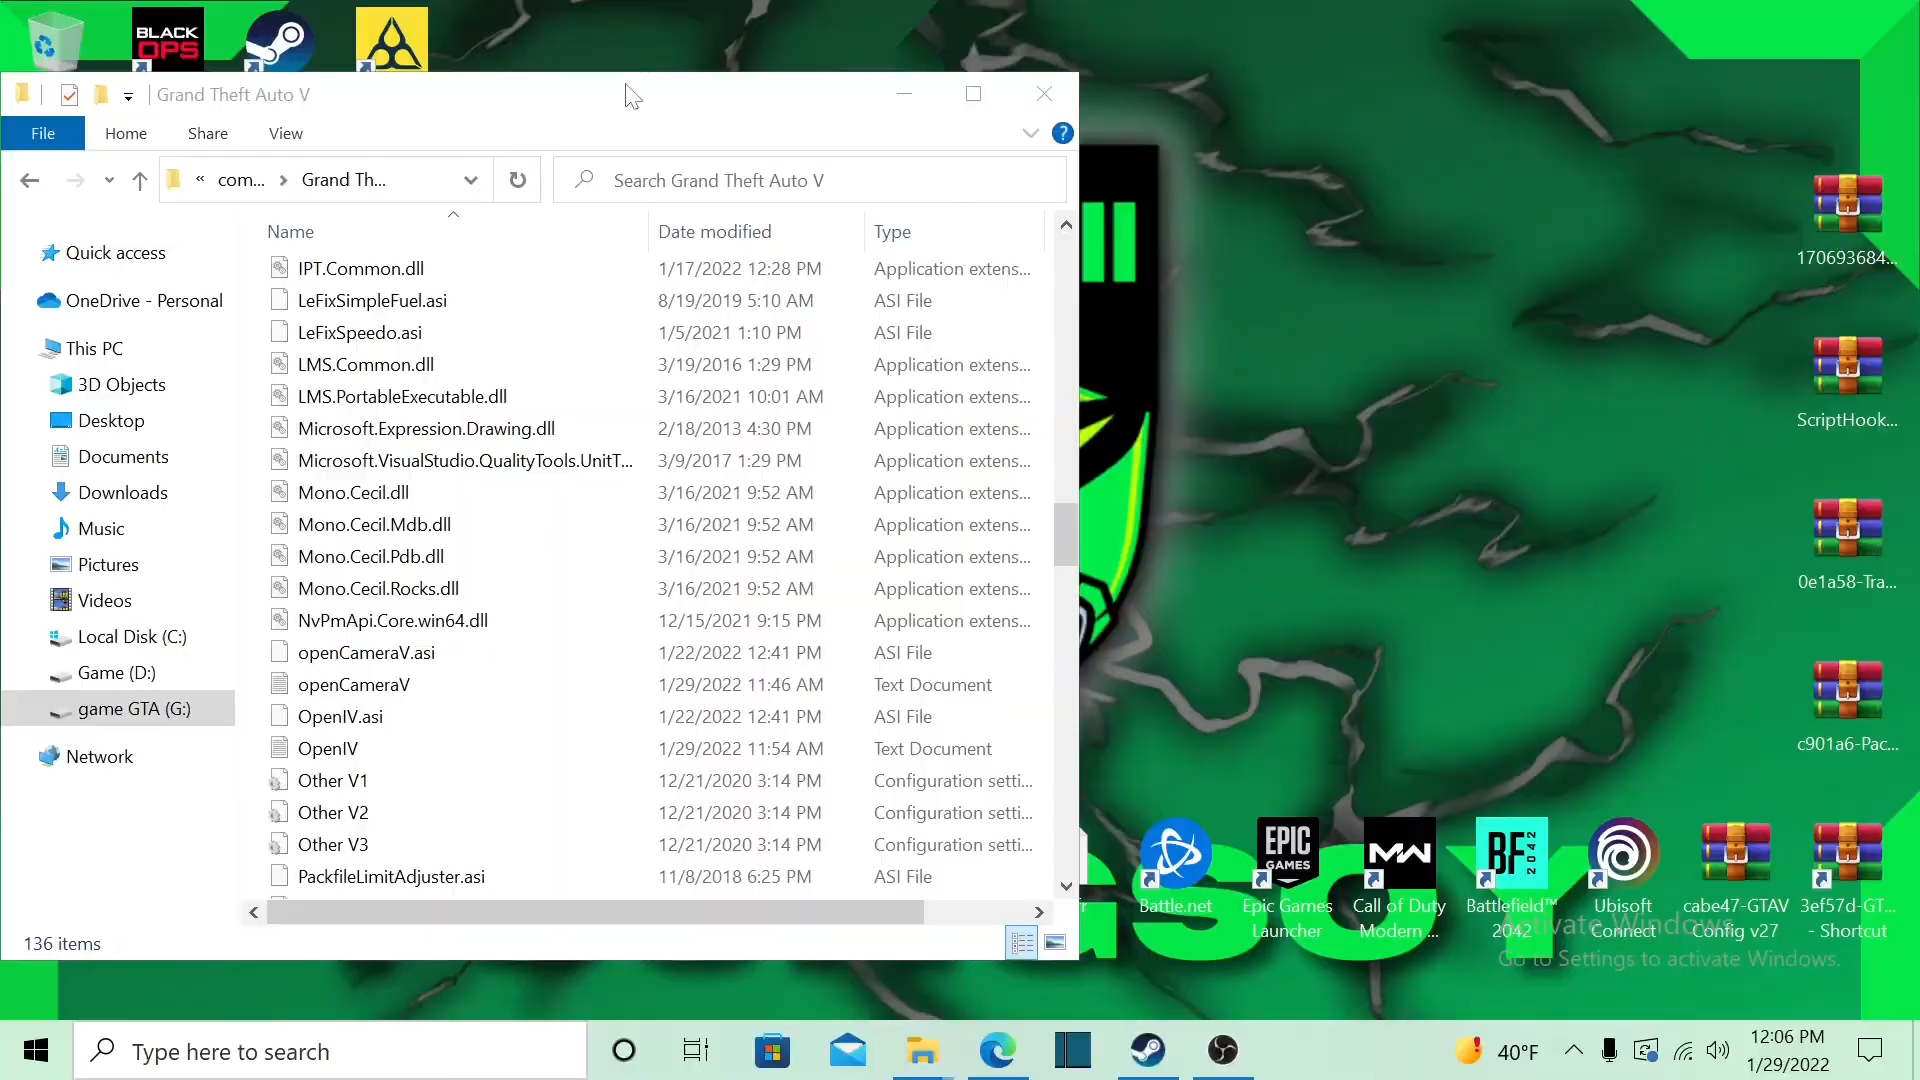 BLACK
OPS
Grand Theft Auto V
File
Home
Share
View
?
«
com...
Grand Th...
Search Grand Theft Auto V
Name
Date modified
Type
Quick access
OneDrive - Personal
This PC
3D Objects
Desktop
Documents
Downloads
Music
Pictures
Videos
Local Disk (C:)
Game (D:)
game GTA (G:)
Network
IPT.Common.dll 1/17/2022 12:28 PM Application extens...
LeFixSimpleFuel.asi 8/19/2019 5:10 AM ASI File
LeFixSpeedo.asi 1/5/2021 1:10 PM ASI File
LMS.Common.dll 3/19/2016 1:29 PM Application extens...
LMS.PortableExecutable.dll 3/16/2021 10:01 AM Application extens...
Microsoft.Expression.Drawing.dll 2/18/2013 4:30 PM Application extens...
Microsoft.VisualStudio.QualityTools.UnitT... 3/9/2017 1:29 PM Application extens...
Mono.Cecil.dll 3/16/2021 9:52 AM Application extens...
Mono.Cecil.Mdb.dll 3/16/2021 9:52 AM Application extens...
Mono.Cecil.Pdb.dll 3/16/2021 9:52 AM Application extens...
Mono.Cecil.Rocks.dll 3/16/2021 9:52 AM Application extens...
NvPmApi.Core.win64.dll 12/15/2021 9:15 PM Application extens...
openCameraV.asi 1/22/2022 12:41 PM ASI File
openCameraV 1/29/2022 11:46 AM Text Document
OpenIV.asi 1/22/2022 12:41 PM ASI File
OpenIV 1/29/2022 11:54 AM Text Document
Other V1 12/21/2020 3:14 PM Configuration setti...
Other V2 12/21/2020 3:14 PM Configuration setti...
Other V3 12/21/2020 3:14 PM Configuration setti...
PackfileLimitAdjuster.asi 11/8/2018 6:25 PM ASI File
136 items
170693684...
ScriptHook...
0e1a58-Tra...
c901a6-Pac...
EPIC
GAMES
MW
BF
2042
Battle.net
Epic Games
Launcher
Call of Duty
Modern ...
Battlefield™
2042
Ubisoft
Connect
cabe47-GTAV
Config v27
3ef57d-GT...
- Shortcut
GSOY
Activate Windows
Go to Settings to activate Windows.
Type here to search
40°F
12:06 PM
1/29/2022